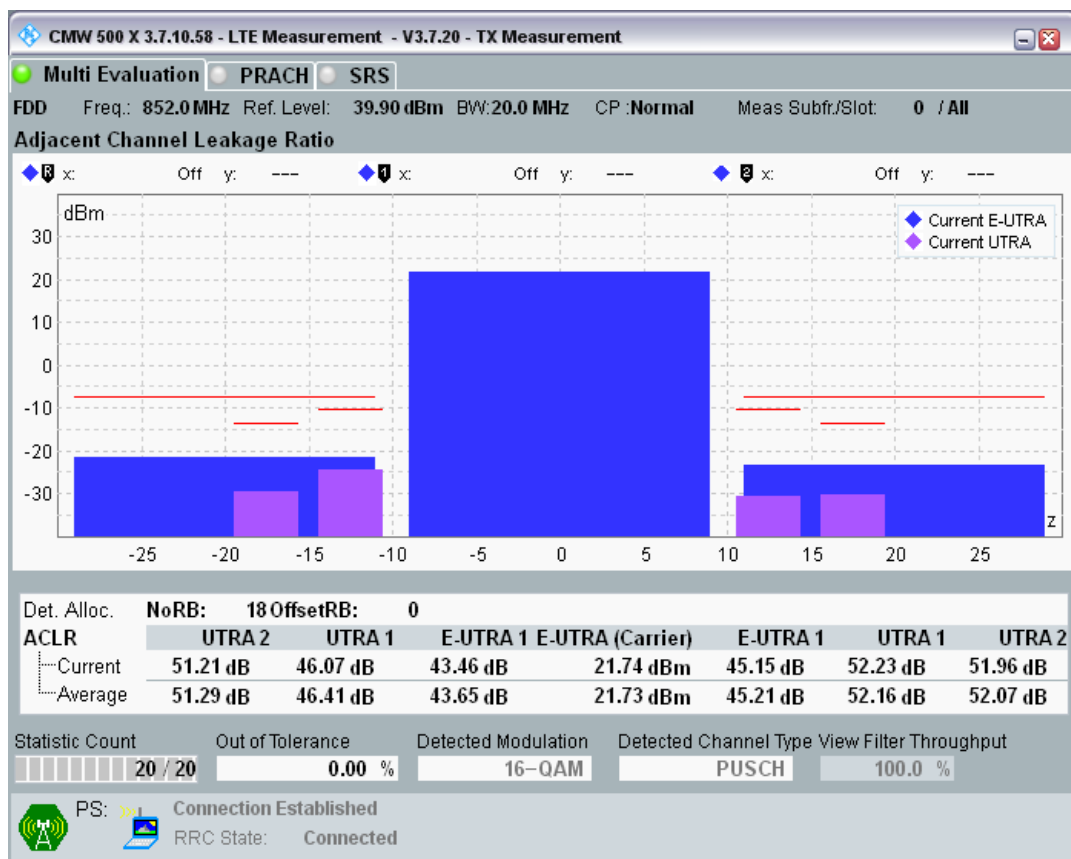 CMW 500 X 3.7.10.58 - LTE Measurement - V3.7.20 - TX Measurement
Multi Evaluation PRACH SRS
FDD Freq.: 852.0 MHz Ref. Level: 39.90 dBm BW:20.0 MHz CP :Normal Meas Subfr./Slot: 0 / All
Adjacent Channel Leakage Ratio
R x: Off y: --- 1 x: Off y: --- 2 x: Off y: ---
dBm
Current E-UTRA
Current UTRA
30
20
10
0
-10
-20
-30
z
-25 -20 -15 -10 -5 0 5 10 15 20 25
Det. Alloc. NoRB: 18 OffsetRB: 0
ACLR UTRA 2 UTRA 1 E-UTRA 1 E-UTRA (Carrier) E-UTRA 1 UTRA 1 UTRA 2
Current 51.21 dB 46.07 dB 43.46 dB 21.74 dBm 45.15 dB 52.23 dB 51.96 dB
Average 51.29 dB 46.41 dB 43.65 dB 21.73 dBm 45.21 dB 52.16 dB 52.07 dB
Statistic Count Out of Tolerance Detected Modulation Detected Channel Type View Filter Throughput
20 / 20 0.00 % 16-QAM PUSCH 100.0 %
PS: Connection Established
RRC State: Connected